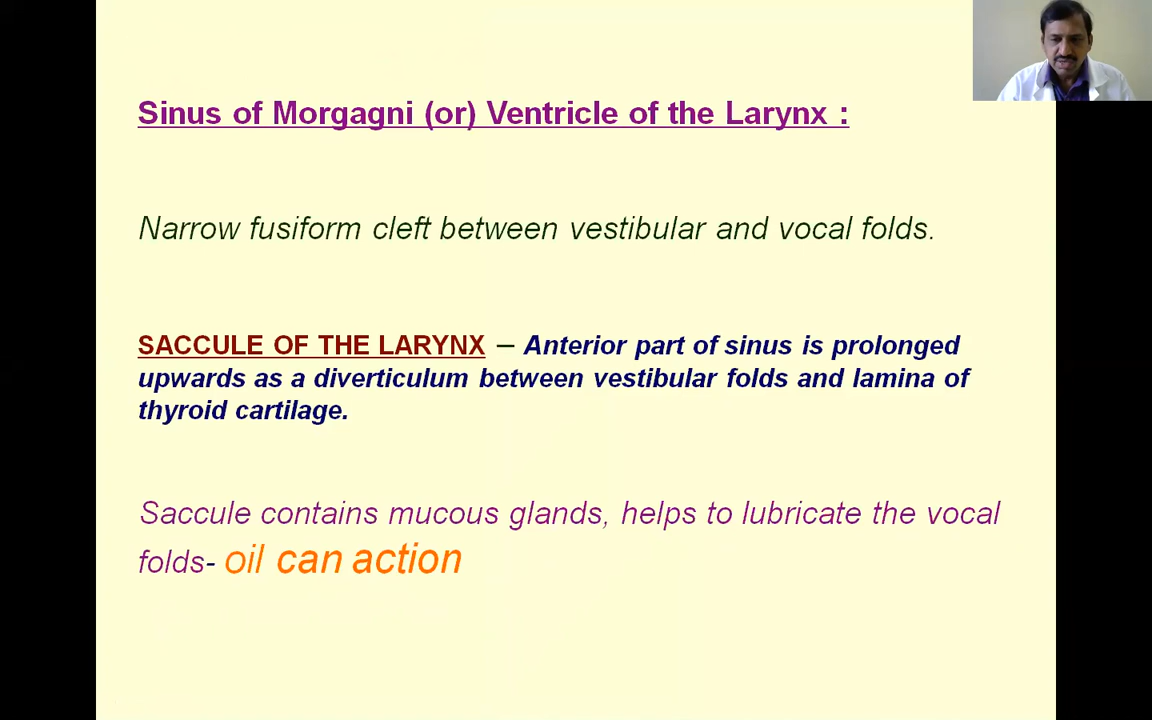 Sinus of Morgagni (or) Ventricle of the Larynx :
Narrow fusiform cleft between vestibular and vocal folds.
SACCULE OF THE LARYNX – Anterior part of sinus is prolonged
upwards as a diverticulum between vestibular folds and lamina of
thyroid cartilage.
Saccule contains mucous glands, helps to lubricate the vocal
folds- oil can action